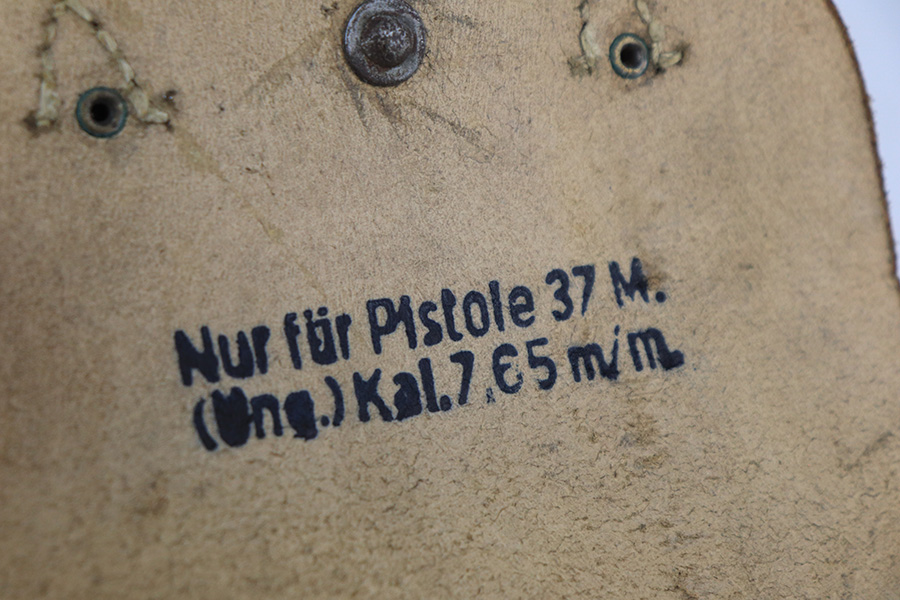 Nur für Pistole 37 M.
(Ung.) Kal.7,65 m/m.